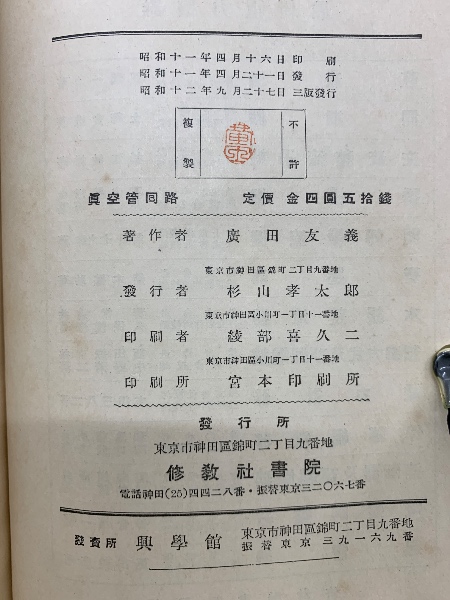 昭和十一年四月十六日印刷
昭和十一年四月二十一日發行
昭和十二年九月二十七日三版發行
不許
複製
眞空管回路 定價 金四圓五拾錢
著作者 廣田友義
東京市神田區錦町二丁目九番地
發行者 杉山孝太郎
東京市神田區小川町一丁目十一番地
印刷者 綾部喜久二
東京市神田區小川町一丁目十一番地
印刷所 宮本印刷所
發行所
東京市神田區錦町二丁目九番地
修敎社書院
電話神田(25)四四二八番・振替東京三二〇六七番
發賣所 興學館 東京市神田區錦町二丁目九番地
振替東京三九一六九番